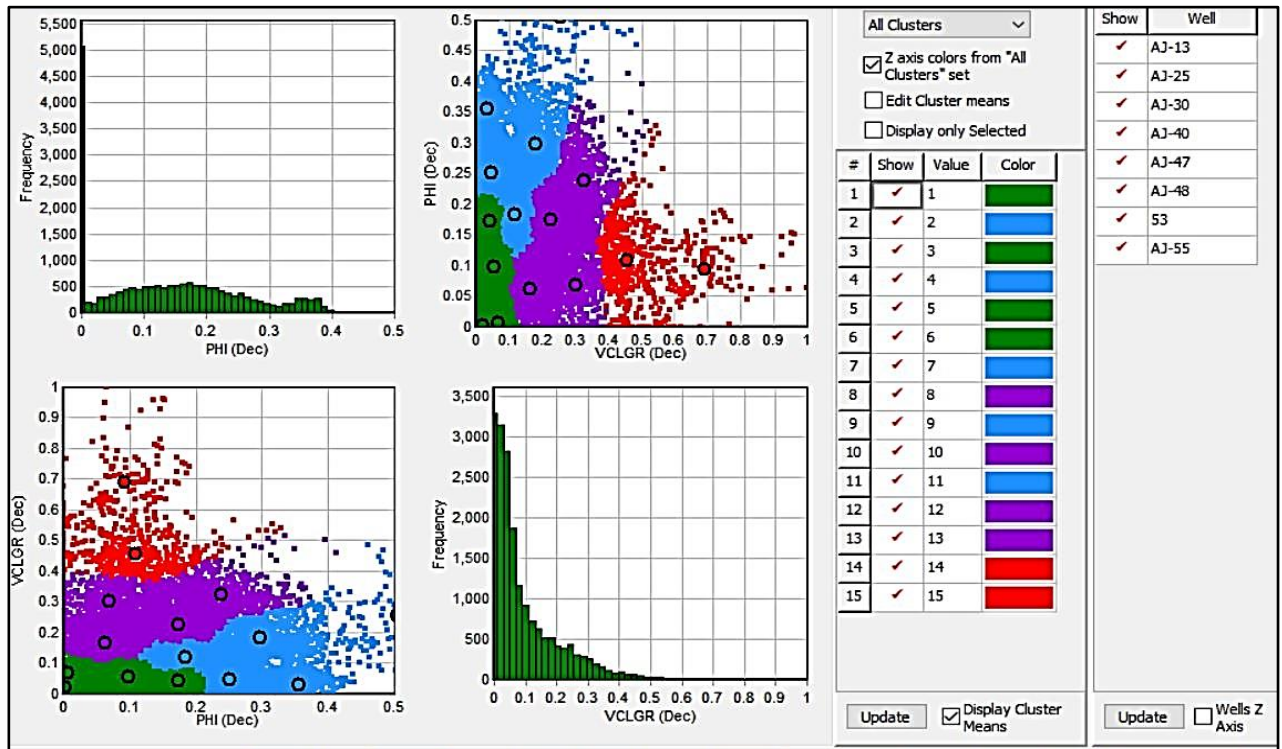 5,500
5,000
4,500
4,000
3,500
3,000
2,500
2,000
1,500
1,000
500
0
Frequency
0 0.1 0.2 0.3 0.4 0.5
PHI (Dec)
0.5
0.45
0.4
0.35
0.3
0.25
0.2
0.15
0.1
0.05
0
PHI (Dec)
0 0.1 0.2 0.3 0.4 0.5 0.6 0.7 0.8 0.9 1
VCLGR (Dec)
1
0.9
0.8
0.7
0.6
0.5
0.4
0.3
0.2
0.1
0
VCLGR (Dec)
0 0.1 0.2 0.3 0.4 0.5
PHI (Dec)
3,500
3,000
2,500
2,000
1,500
1,000
500
0
Frequency
0 0.1 0.2 0.3 0.4 0.5 0.6 0.7 0.8 0.9 1
VCLGR (Dec)
All Clusters
Z axis colors from "All
Clusters" set
Edit Cluster means
Display only Selected
# Show Value Color
1 1
2 2
3 3
4 4
5 5
6 6
7 7
8 8
9 9
10 10
11 11
12 12
13 13
14 14
15 15
Update Display Cluster
Means
Show Well
AJ-13
AJ-25
AJ-30
AJ-40
AJ-47
AJ-48
53
AJ-55
Update Wells Z
Axis